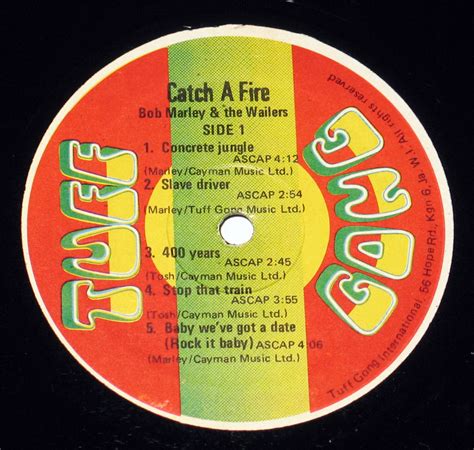 Catch A Fire
Bob Marley & the Wailers
SIDE 1
1. Concrete jungle
ASCAP 4:12
(Marley/Cayman Music Ltd.)
2. Slave driver
ASCAP 2:54
(Marley/Tuff Gong Music Ltd.)
3. 400 years
ASCAP 2:45
(Tosh/Cayman Music Ltd.)
4. Stop that train
ASCAP 3:55
(Tosh/Cayman Music Ltd.)
5. Baby we've got a date
(Rock it baby) ASCAP 4:06
(Marley/Cayman Music Ltd.)
TUFF
GONG
Tuff Gong International, 56 Hope Rd., Kgn 6, Ja. W.I. All rights reserved